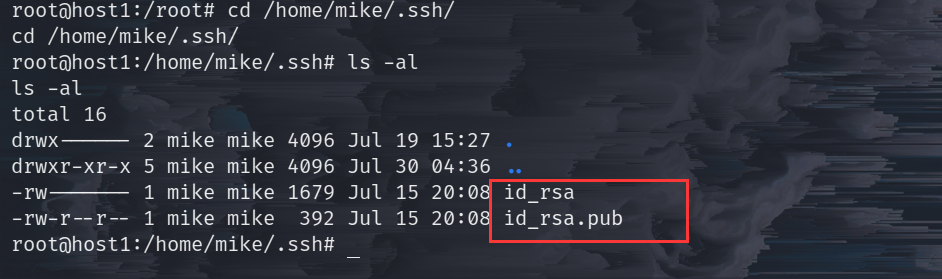 root@host1:/root# cd /home/mike/.ssh/
cd /home/mike/.ssh/
root@host1:/home/mike/.ssh# ls -al
ls -al
total 16
drwx------ 2 mike mike 4096 Jul 19 15:27 .
drwxr-xr-x 5 mike mike 4096 Jul 30 04:36 ..
-rw------- 1 mike mike 1679 Jul 15 20:08 id_rsa
-rw-r--r-- 1 mike mike  392 Jul 15 20:08 id_rsa.pub
root@host1:/home/mike/.ssh# _